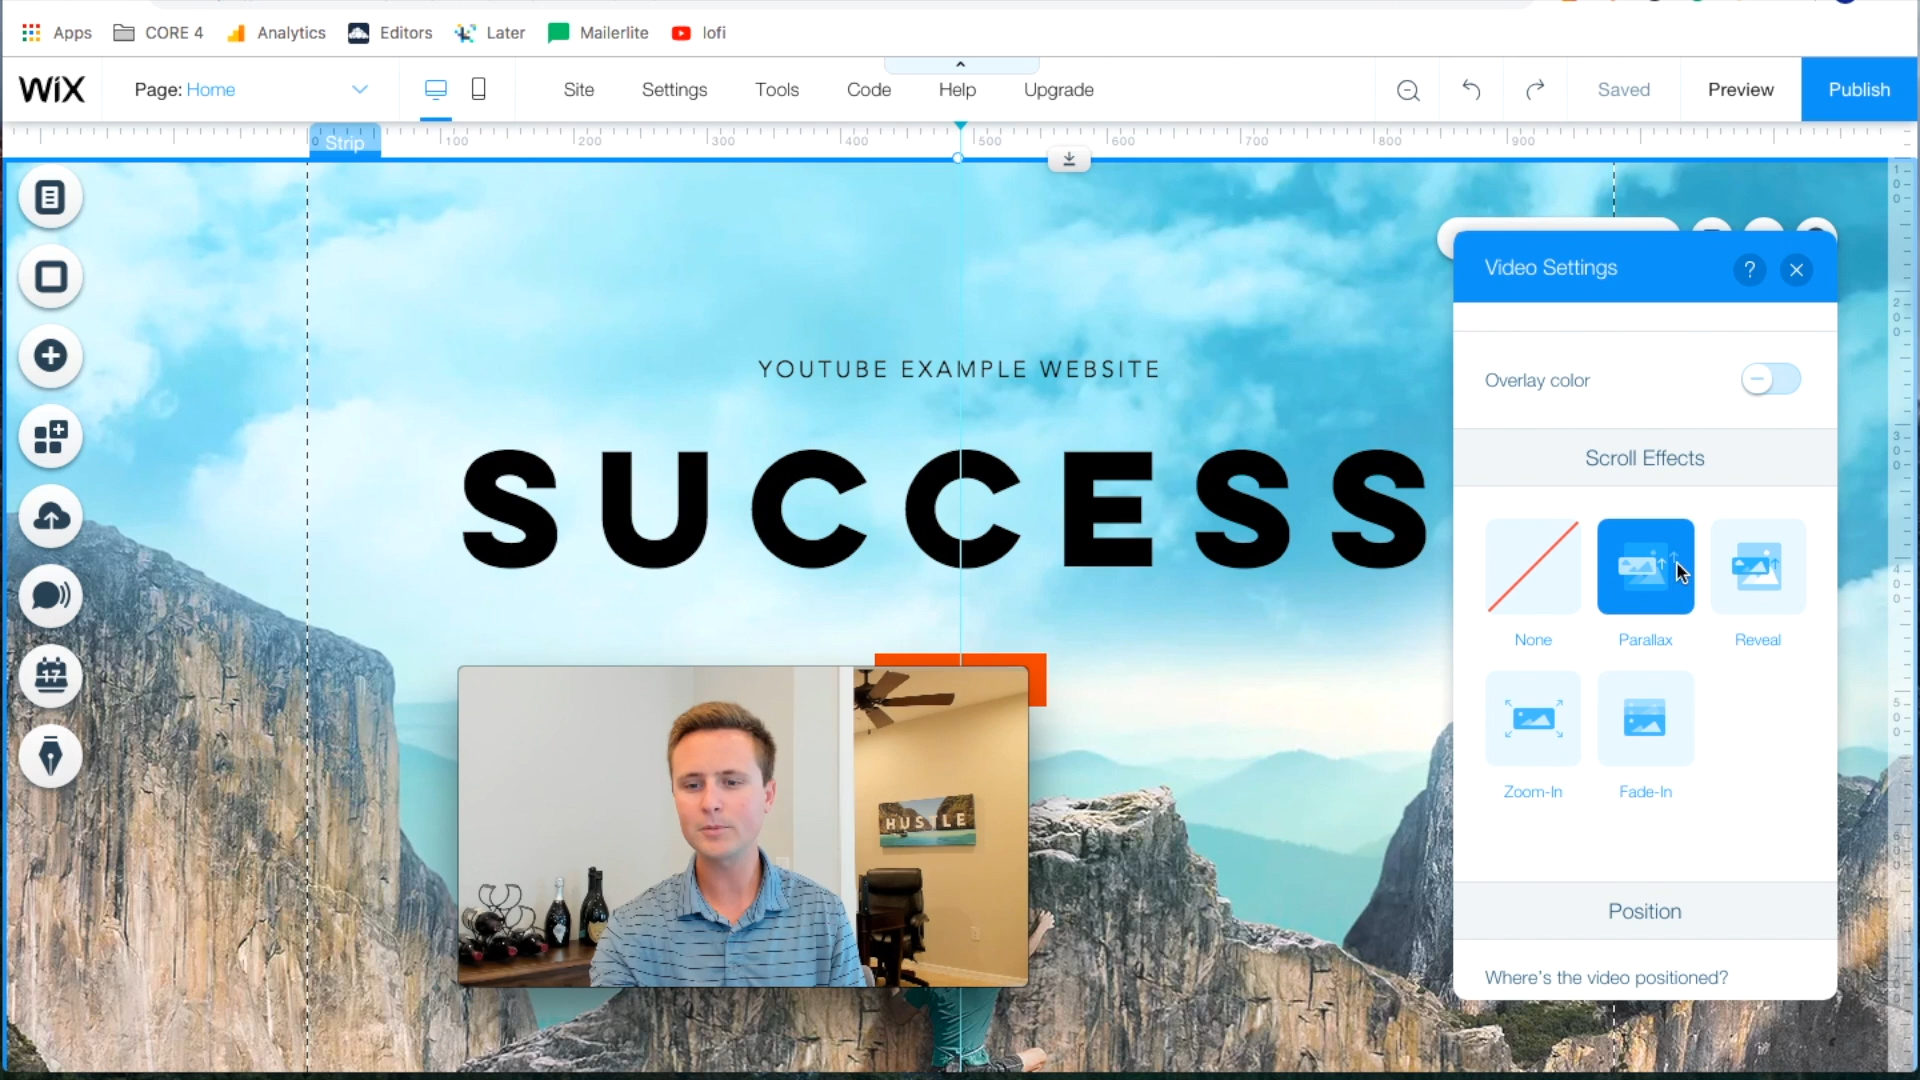 Apps CORE 4 Analytics Editors Later Mailerlite lofi
WiX Page: Home Site Settings Tools Code Help Upgrade Saved Preview Publish
0 Strip 100 200 300 400 500 600 700 800 900
Video Settings ?
Overlay color
YOUTUBE EXAMPLE WEBSITE
Scroll Effects
SUCCESS
None Parallax Reveal
17
Zoom-In Fade-In
HUSTLE
Position
Where's the video positioned?